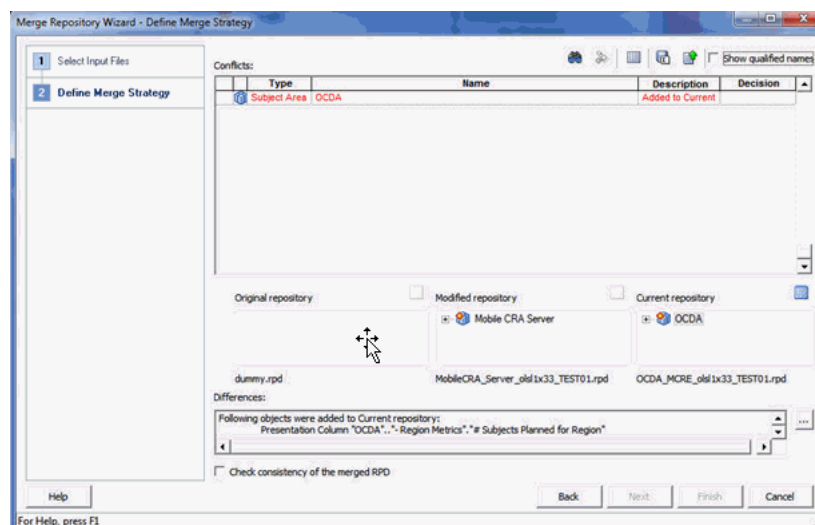 Merge Repository Wizard - Define Merge Strategy
1 Select Input Files
2 Define Merge Strategy
Conflicts:
Show qualified names
Type Name Description Decision
Subject Area OCDA Added to Current
Original repository Modified repository Current repository
Mobile CRA Server OCDA
dummy.rpd MobileCRA_Server_olsl1x33_TEST01.rpd OCDA_MCRE_olsl1x33_TEST01.rpd
Differences:
Following objects were added to Current repository:
Presentation Column "OCDA".."- Region Metrics"."# Subjects Planned for Region"
...
Check consistency of the merged RPD
Help Back Next Finish Cancel
For Help, press F1